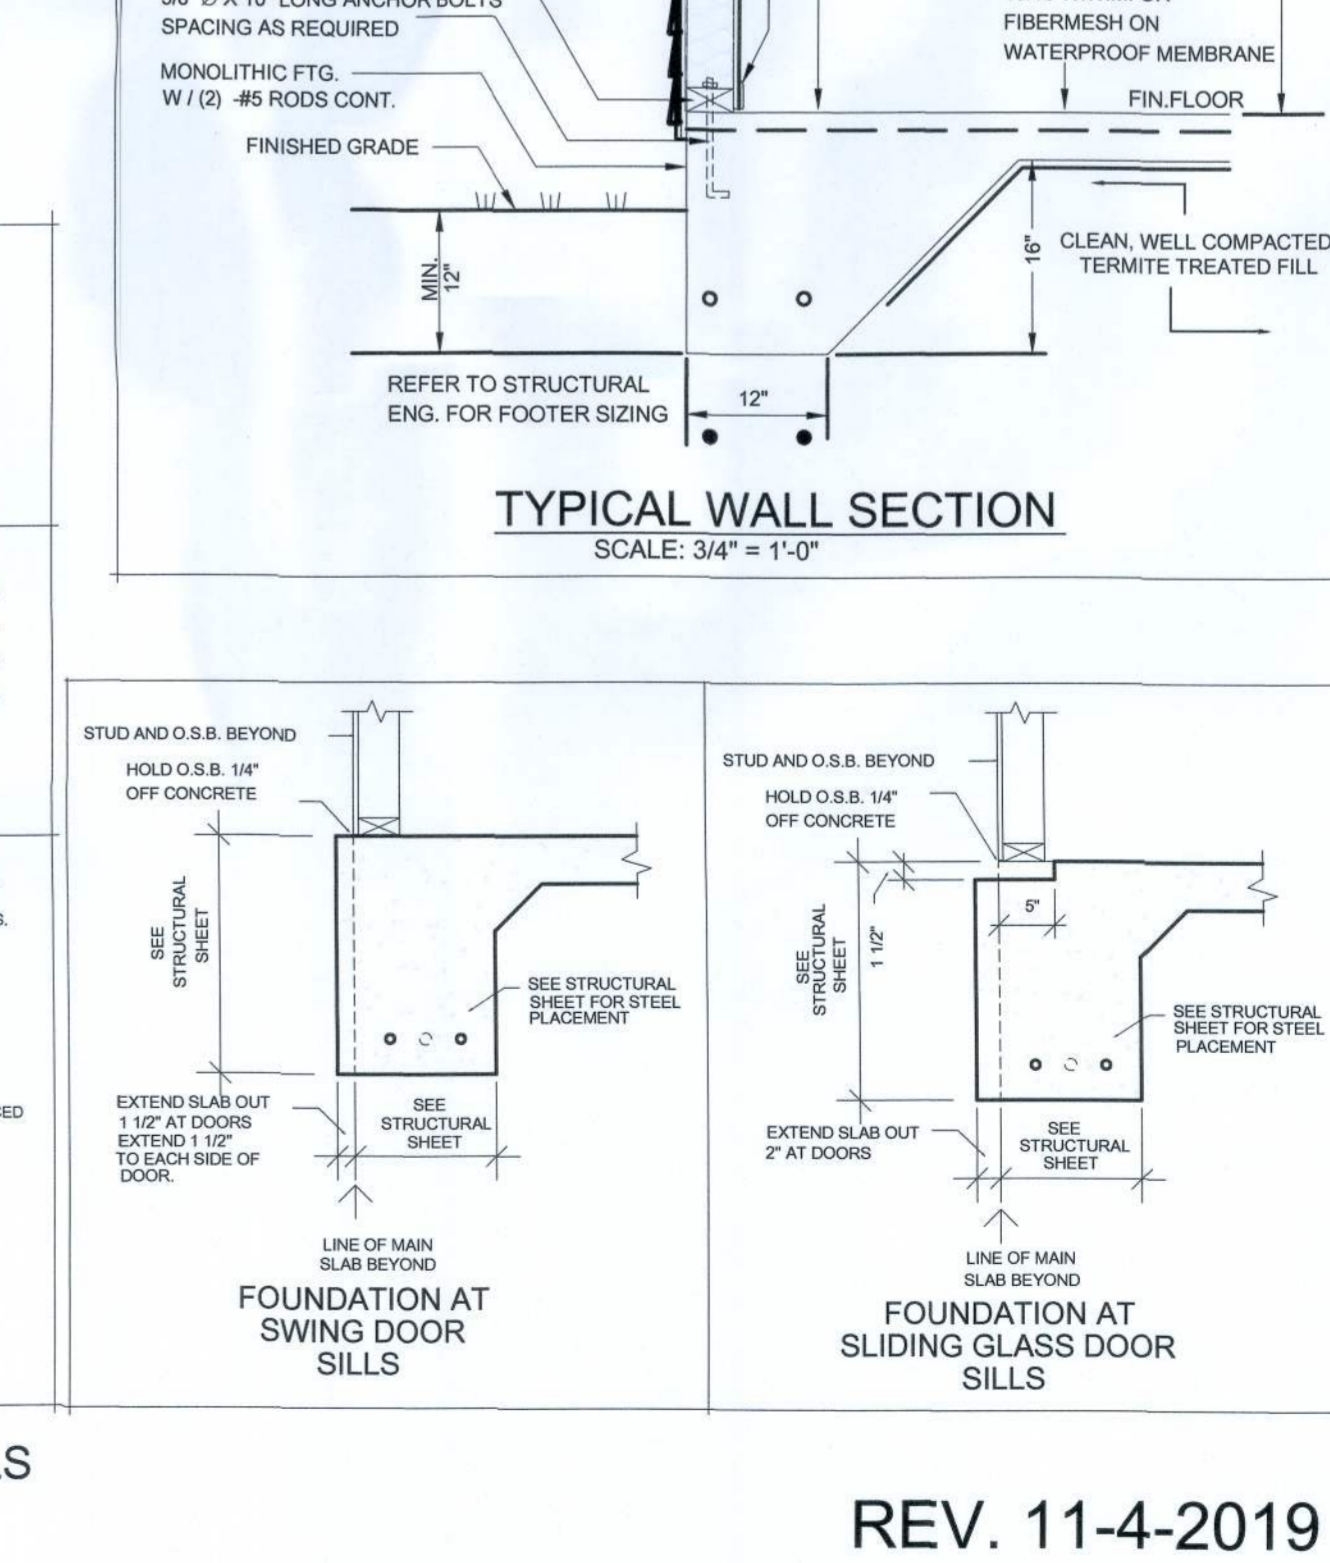 SPACING AS REQUIRED
MONOLITHIC FTG.
W / (2) -#5 RODS CONT.
FINISHED GRADE
FIBERMESH ON
WATERPROOF MEMBRANE
FIN.FLOOR
MIN.
12"
16"
CLEAN, WELL COMPACTED
TERMITE TREATED FILL
REFER TO STRUCTURAL
ENG. FOR FOOTER SIZING
12"
TYPICAL WALL SECTION
SCALE: 3/4" = 1'-0"
STUD AND O.S.B. BEYOND
HOLD O.S.B. 1/4"
OFF CONCRETE
SEE
STRUCTURAL
SHEET
SEE STRUCTURAL
SHEET FOR STEEL
PLACEMENT
EXTEND SLAB OUT
1 1/2" AT DOORS
EXTEND 1 1/2"
TO EACH SIDE OF
DOOR.
SEE
STRUCTURAL
SHEET
LINE OF MAIN
SLAB BEYOND
FOUNDATION AT
SWING DOOR
SILLS
STUD AND O.S.B. BEYOND
HOLD O.S.B. 1/4"
OFF CONCRETE
SEE
STRUCTURAL
SHEET
1 1/2"
5"
SEE STRUCTURAL
SHEET FOR STEEL
PLACEMENT
EXTEND SLAB OUT
2" AT DOORS
SEE
STRUCTURAL
SHEET
LINE OF MAIN
SLAB BEYOND
FOUNDATION AT
SLIDING GLASS DOOR
SILLS
REV. 11-4-2019